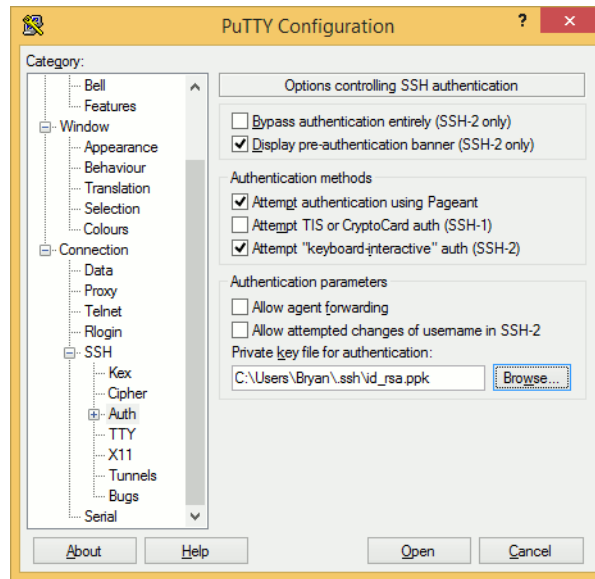 PuTTY Configuration
?
Category:
Bell
Features
Window
Appearance
Behaviour
Translation
Selection
Colours
Connection
Data
Proxy
Telnet
Rlogin
SSH
Kex
Cipher
Auth
TTY
X11
Tunnels
Bugs
Serial
Options controlling SSH authentication
Bypass authentication entirely (SSH-2 only)
Display pre-authentication banner (SSH-2 only)
Authentication methods
Attempt authentication using Pageant
Attempt TIS or CryptoCard auth (SSH-1)
Attempt "keyboard-interactive" auth (SSH-2)
Authentication parameters
Allow agent forwarding
Allow attempted changes of username in SSH-2
Private key file for authentication:
C:\Users\Bryan\.ssh\id_rsa.ppk
Browse...
About
Help
Open
Cancel